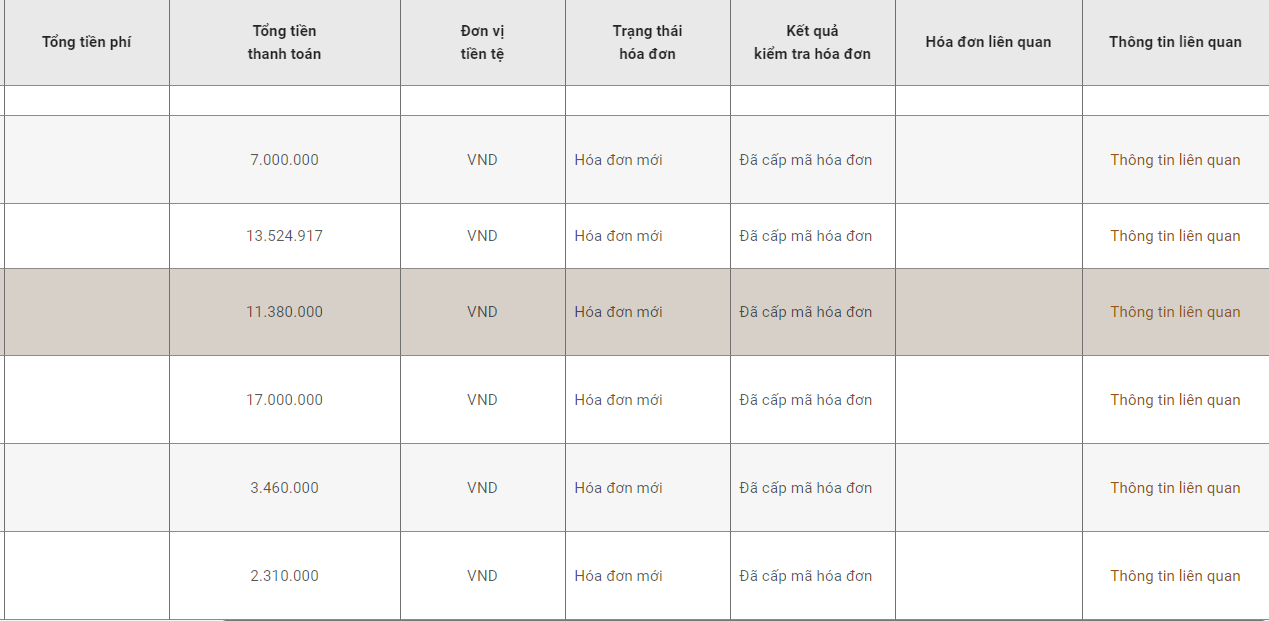 Tổng tiền phí
Tổng tiền
thanh toán
Đơn vị
tiền tệ
Trạng thái
hóa đơn
Kết quả
kiểm tra hóa đơn
Hóa đơn liên quan
Thông tin liên quan
7.000.000 VND Hóa đơn mới Đã cấp mã hóa đơn Thông tin liên quan
13.524.917 VND Hóa đơn mới Đã cấp mã hóa đơn Thông tin liên quan
11.380.000 VND Hóa đơn mới Đã cấp mã hóa đơn Thông tin liên quan
17.000.000 VND Hóa đơn mới Đã cấp mã hóa đơn Thông tin liên quan
3.460.000 VND Hóa đơn mới Đã cấp mã hóa đơn Thông tin liên quan
2.310.000 VND Hóa đơn mới Đã cấp mã hóa đơn Thông tin liên quan